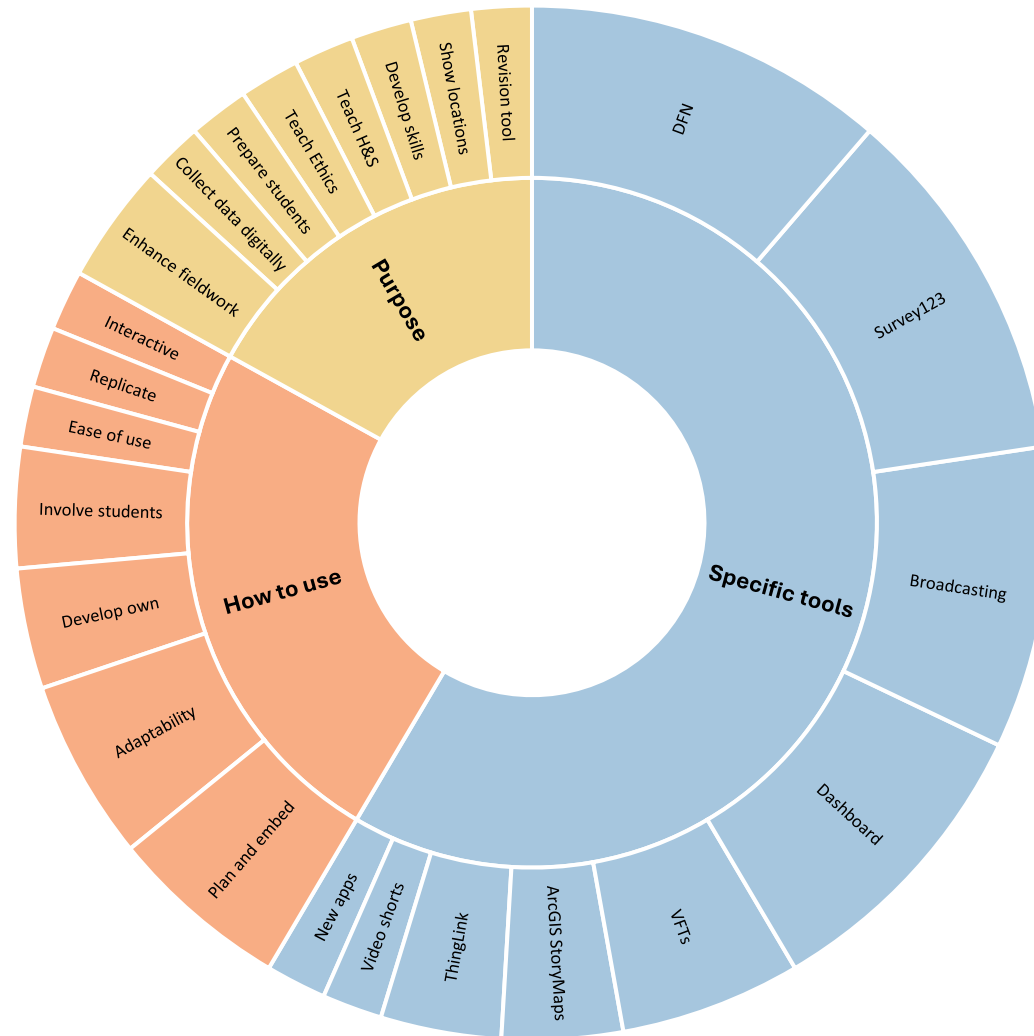 DFN
Survey123
Broadcasting
Dashboard
VFTs
ArcGIS StoryMaps
ThingLink
Video shorts
New apps
Plan and embed
Adaptability
Develop own
Involve students
Ease of use
Replicate
Interactive
Enhance fieldwork
Collect data digitally
Prepare students
Teach Ethics
Teach H&S
Develop skills
Show locations
Revision tool
Specific tools
How to use
Purpose